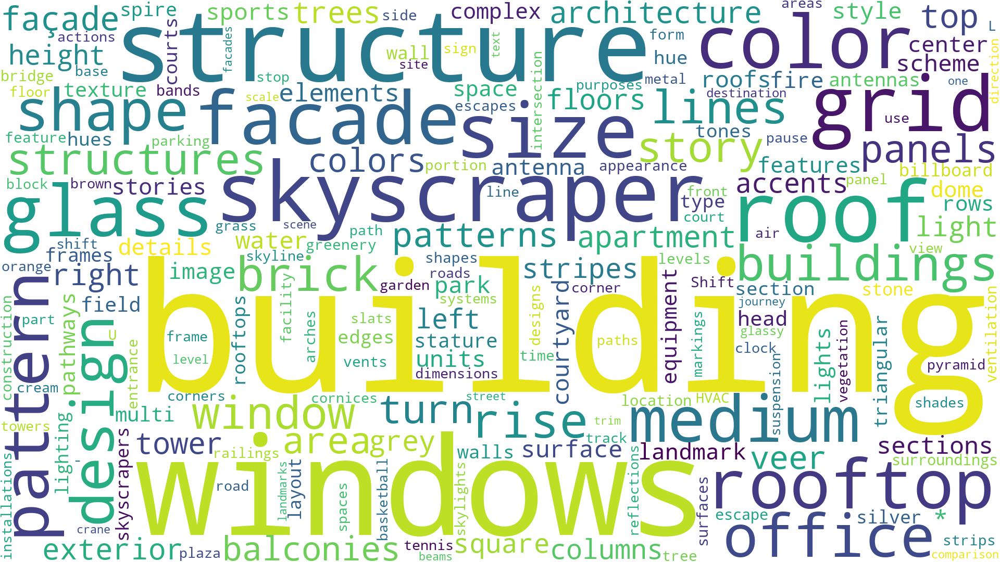 façade
spire
sports
trees
side
complex
architecture
areas
style
top
L
actions
courts
facades
structure
wall
sign
text
form
color
center
direction
height
base
site
hue
scheme
bridge
stop
intersection
purposes
metal
roofs
fire
antennas
one
floor
texture
bands
scale
elements
space
floors
destination
grid
shape
facade
escapes
size
lines
use
feature
hues
parking
tones
pause
story
panels
structures
colors
portion
antenna
appearance
features
billboard
block
brown
stories
skyscraper
line
front
accents
panel
dome
glass
type
roof
rows
grass
scene
path
court
shift
details
water
greenery
patterns
apartment
air
light
frames
skyline
shapes
levels
buildings
view
orange
right
image
brick
roads
stripes
garden
park
corner
Shift
section
stone
pattern
field
building
facility
systems
designs
courtyard
equipment
journey
construction
part
pathways
design
U
rooftops
arches
slats
left
markings
head
lights
vegetation
triangular
ventilation
frame
edges
stature
paths
glassy
entrance
level
vents
units
time
clock
pyramid
cream
dimensions
suspension
corners
cornices
street
location
HVAC
shades
multi
window
turn
rise
trim
medium
towers
lighting
skyscrapers
tower
area
grey
track
railings
walls
surface
landmark
veer
sections
surroundings
installations
-
windows
landmarks
layout
road
spaces
basketball
skylights
reflections
surfaces
rooftop
crane
escape
silver
*
office
exterior
plaza
balconies
tennis
beams
square
columns
tree
strips
comparison